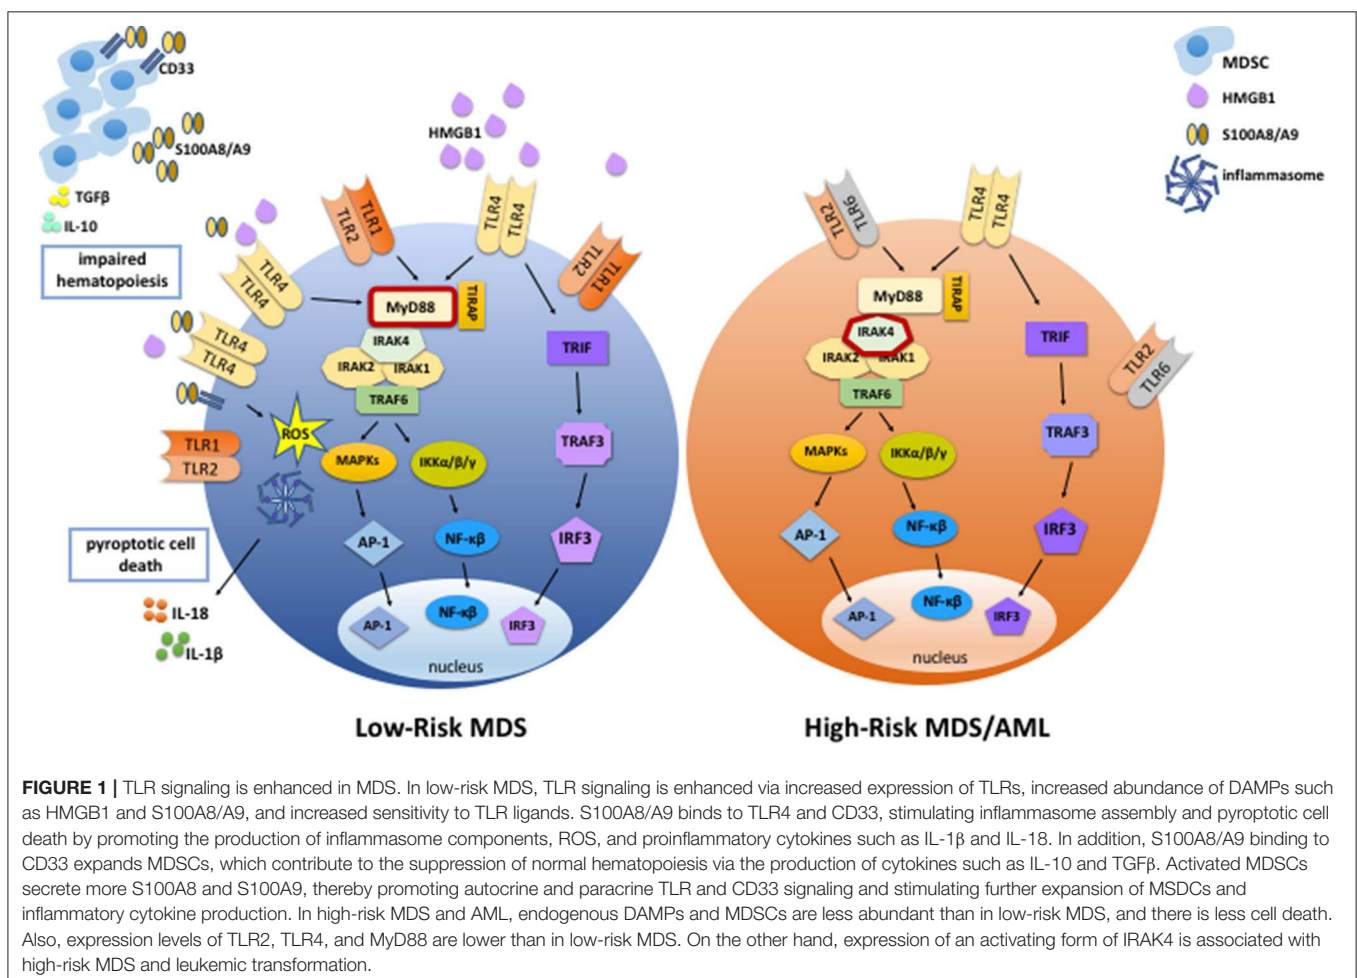 CD33
S100A8/A9
TGFβ
IL-10
impaired
hematopoiesis
HMGB1
MDSC
HMGB1
S100A8/A9
inflammasome
TLR2
TLR1
TLR4
TLR4
TLR2
TLR1
TLR4
TLR4
TLR4
TLR4
TLR1
TLR2
MyD88
TIRAP
IRAK4
IRAK2
IRAK1
TRAF6
TRIF
ROS
MAPKs
IKKα/β/γ
TRAF3
AP-1
NF-κβ
IRF3
AP-1
NF-κβ
IRF3
nucleus
pyroptotic cell
death
IL-18
IL-1β
Low-Risk MDS
TLR2
TLR6
TLR4
TLR4
MyD88
TIRAP
IRAK4
IRAK2
IRAK1
TRAF6
TRIF
TLR2
TLR6
MAPKs
IKKα/β/γ
TRAF3
AP-1
NF-κβ
IRF3
AP-1
NF-κβ
IRF3
nucleus
High-Risk MDS/AML
FIGURE 1 | TLR signaling is enhanced in MDS. In low-risk MDS, TLR signaling is enhanced via increased expression of TLRs, increased abundance of DAMPs such
as HMGB1 and S100A8/A9, and increased sensitivity to TLR ligands. S100A8/A9 binds to TLR4 and CD33, stimulating inflammasome assembly and pyroptotic cell
death by promoting the production of inflammasome components, ROS, and proinflammatory cytokines such as IL-1β and IL-18. In addition, S100A8/A9 binding to
CD33 expands MDSCs, which contribute to the suppression of normal hematopoiesis via the production of cytokines such as IL-10 and TGFβ. Activated MDSCs
secrete more S100A8 and S100A9, thereby promoting autocrine and paracrine TLR and CD33 signaling and stimulating further expansion of MSDCs and
inflammatory cytokine production. In high-risk MDS and AML, endogenous DAMPs and MDSCs are less abundant than in low-risk MDS, and there is less cell death.
Also, expression levels of TLR2, TLR4, and MyD88 are lower than in low-risk MDS. On the other hand, expression of an activating form of IRAK4 is associated with
high-risk MDS and leukemic transformation.